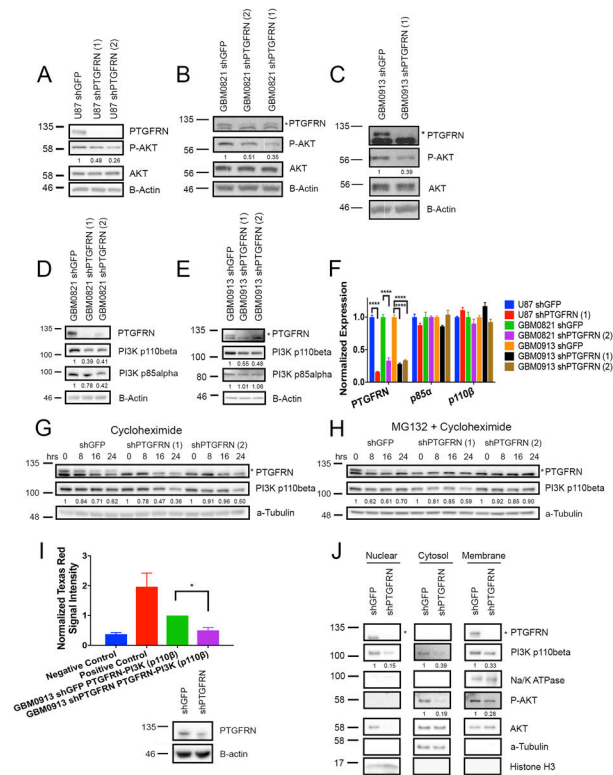 A
U87 shGFP
U87 shPTGFRN (1)
U87 shPTGFRN (2)
135
PTGFRN
P-AKT
1 0.48 0.26
58
AKT
46
B-Actin
B
GBM0821 shGFP
GBM0821 shPTGFRN (2)
GBM0821 shPTGFRN (1)
135
*PTGFRN
56
P-AKT
1 0.51 0.35
56
AKT
46
B-Actin
C
GBM0913 shGFP
GBM0913 shPTGFRN (1)
135
* PTGFRN
56
P-AKT
1 0.39
56
AKT
46
B-Actin
D
GBM0821 shGFP
GBM0821 shPTGFRN (1)
GBM0821 shPTGFRN (2)
135
PTGFRN
100
PI3K p110beta
1 0.39 0.41
91
PI3K p85alpha
1 0.78 0.42
46
B-Actin
E
GBM0913 shGFP
GBM0913 shPTGFRN (1)
GBM0913 shPTGFRN (2)
135
* PTGFRN
100
PI3K p110beta
1 0.55 0.48
91
PI3K p85alpha
1 1.01 1.06
46
B-Actin
F
Normalized Expression
1.0
0.5
0.0
****
****
****
****
PTGFRN
p85α
p110β
U87 shGFP
U87 shPTGFRN (1)
GBM0821 shGFP
GBM0821 shPTGFRN (2)
GBM0913 shGFP
GBM0913 shPTGFRN (1)
GBM0913 shPTGFRN (2)
G
Cycloheximide
shGFP shPTGFRN (1) shPTGFRN (2)
hrs 0 8 16 24 0 8 16 24 0 8 16 24
135
* PTGFRN
100
PI3K p110beta
1 0.84 0.71 0.62 1 0.78 0.47 0.36 1 0.91 0.96 0.50
48
a-Tubulin
H
MG132 + Cycloheximide
shGFP shPTGFRN (1) shPTGFRN (2)
hrs 0 8 16 24 0 8 16 24 0 8 16 24
135
* PTGFRN
100
PI3K p110beta
1 0.62 0.61 0.70 1 0.81 0.85 0.59 1 0.92 0.85 0.90
48
a-Tubulin
I
Normalized Texas Red
Signal Intensity
3
2
1
0
*
Negative Control
Positive Control
GBM0913 shGFP PTGFRN-PI3K (p110β)
GBM0913 shPTGFRN PTGFRN-PI3K (p110β)
shGFP
shPTGFRN
135
PTGFRN
46
B-actin
J
Nuclear Cytosol Membrane
shGFP
shPTGFRN
shGFP
shPTGFRN
shGFP
shPTGFRN
135
* * PTGFRN
100
PI3K p110beta
1 0.15 1 0.39 1 0.33
100
Na/K ATPase
58
P-AKT
1 0.19 1 0.28
58
AKT
58
a-Tubulin
17
Histone H3